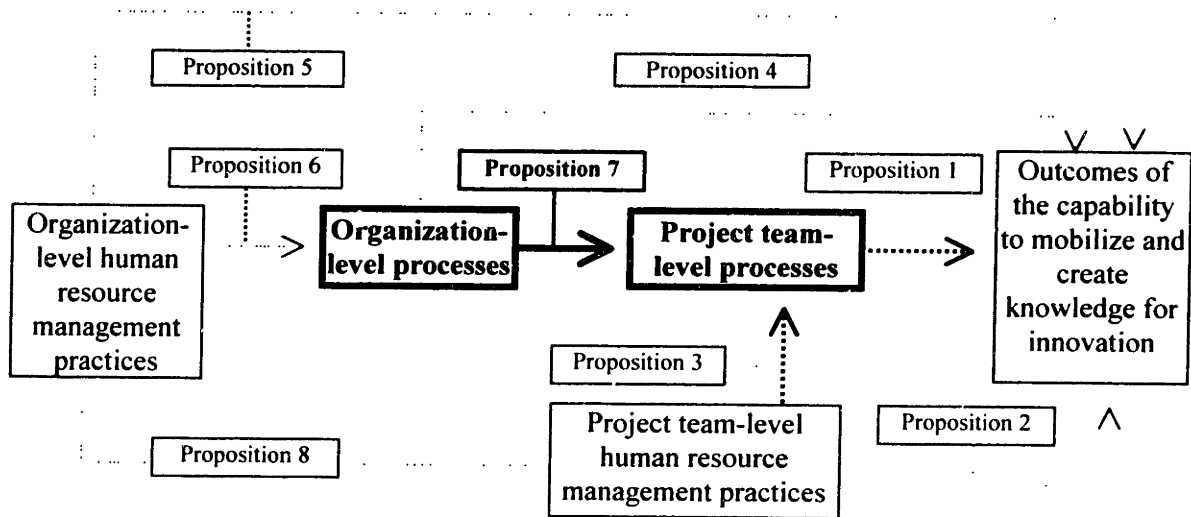 Proposition 5
Proposition 4
Proposition 6
Proposition 7
Proposition 1
Organization-
level human
resource
management
practices
Organization-
level processes
Project team-
level processes
Outcomes of
the capability
to mobilize and
create
knowledge for
innovation
Proposition 3
Project team-level
human resource
management practices
Proposition 2
Proposition 8